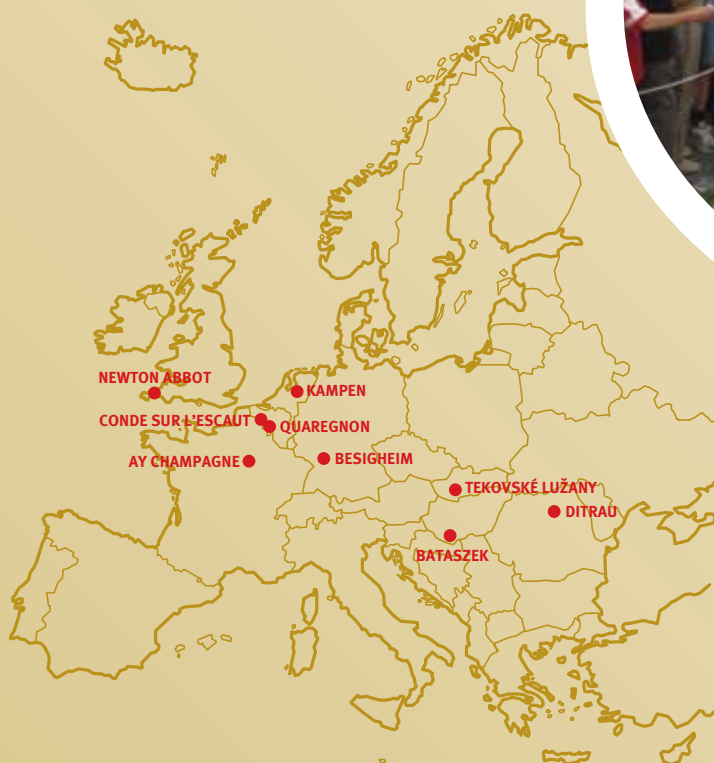 NEWTON ABBOT
KAMPEN
CONDE SUR L'ESCAUT
QUAREGNON
AY CHAMPAGNE
BESIGHEIM
TEKOVSKÉ LUŽANY
DITRAU
BATASZEK